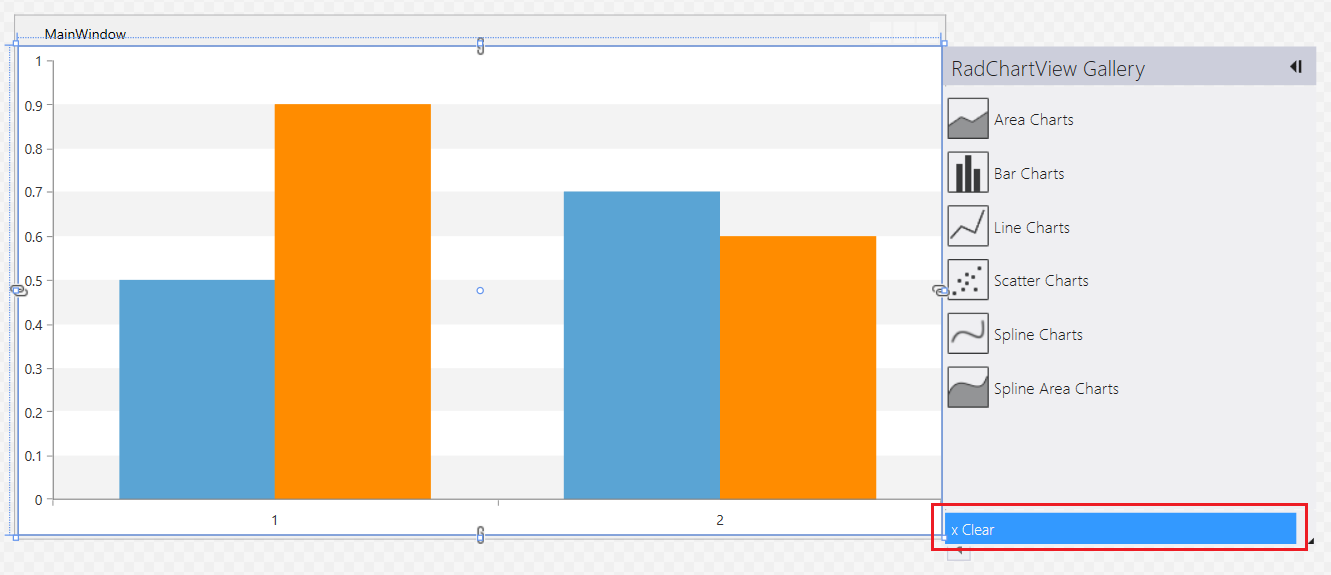 MainWindow
1
0.9
0.8
0.7
0.6
0.5
0.4
0.3
0.2
0.1
0
1
2
RadChartView Gallery
Area Charts
Bar Charts
Line Charts
Scatter Charts
Spline Charts
Spline Area Charts
x Clear